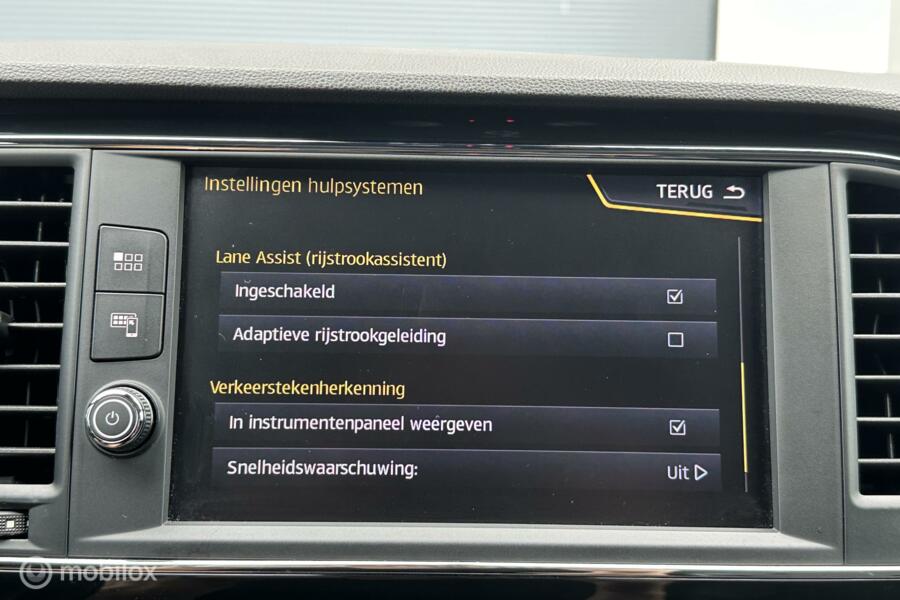 Instellingen hulpsystemen
TERUG
Lane Assist (rijstrookassistent)
Ingeschakeld
Adaptieve rijstrookgeleiding
Verkeerstekenherkenning
In instrumentenpaneel weergeven
Snelheidswaarschuwing: Uit
mobilox